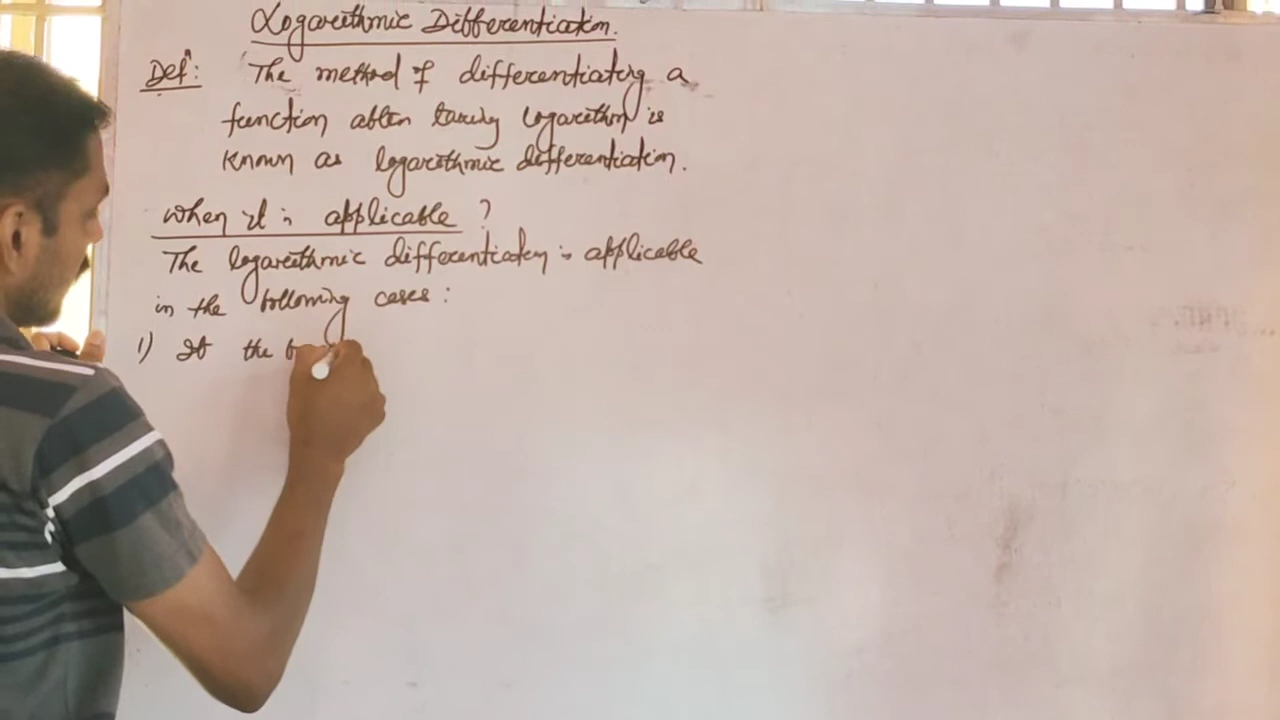 Logarithmic Differentiation.
Defⁿ: The method of differentiating a
function after taking logarithm is
known as logarithmic differentiation.
When it is applicable ?
The logarithmic differentiation is applicable
in the following cases :
1) If the